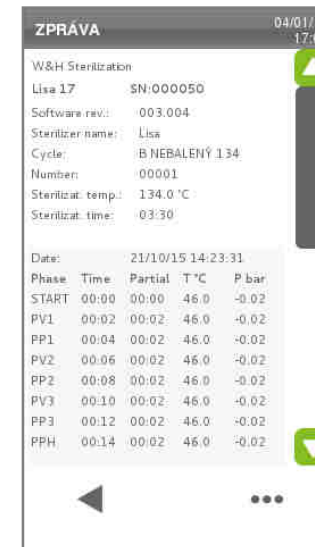 ZPRÁVA
04/01/
17:
W&H Sterilization
Lisa 17 SN:000050
Software rev.: 003.004
Sterilizer name: Lisa
Cycle: B NEBALENÝ 134
Number: 00001
Sterilizat. temp.: 134.0 °C
Sterilizat. time: 03:30
Date: 21/10/15 14:23:31
Phase Time Partial T °C P bar
START 00:00 00:00 46.0 -0.02
PV1 00:02 00:02 46.0 -0.02
PP1 00:04 00:02 46.0 -0.02
PV2 00:06 00:02 46.0 -0.02
PP2 00:08 00:02 46.0 -0.02
PV3 00:10 00:02 46.0 -0.02
PP3 00:12 00:02 46.0 -0.02
PPH 00:14 00:02 46.0 -0.02